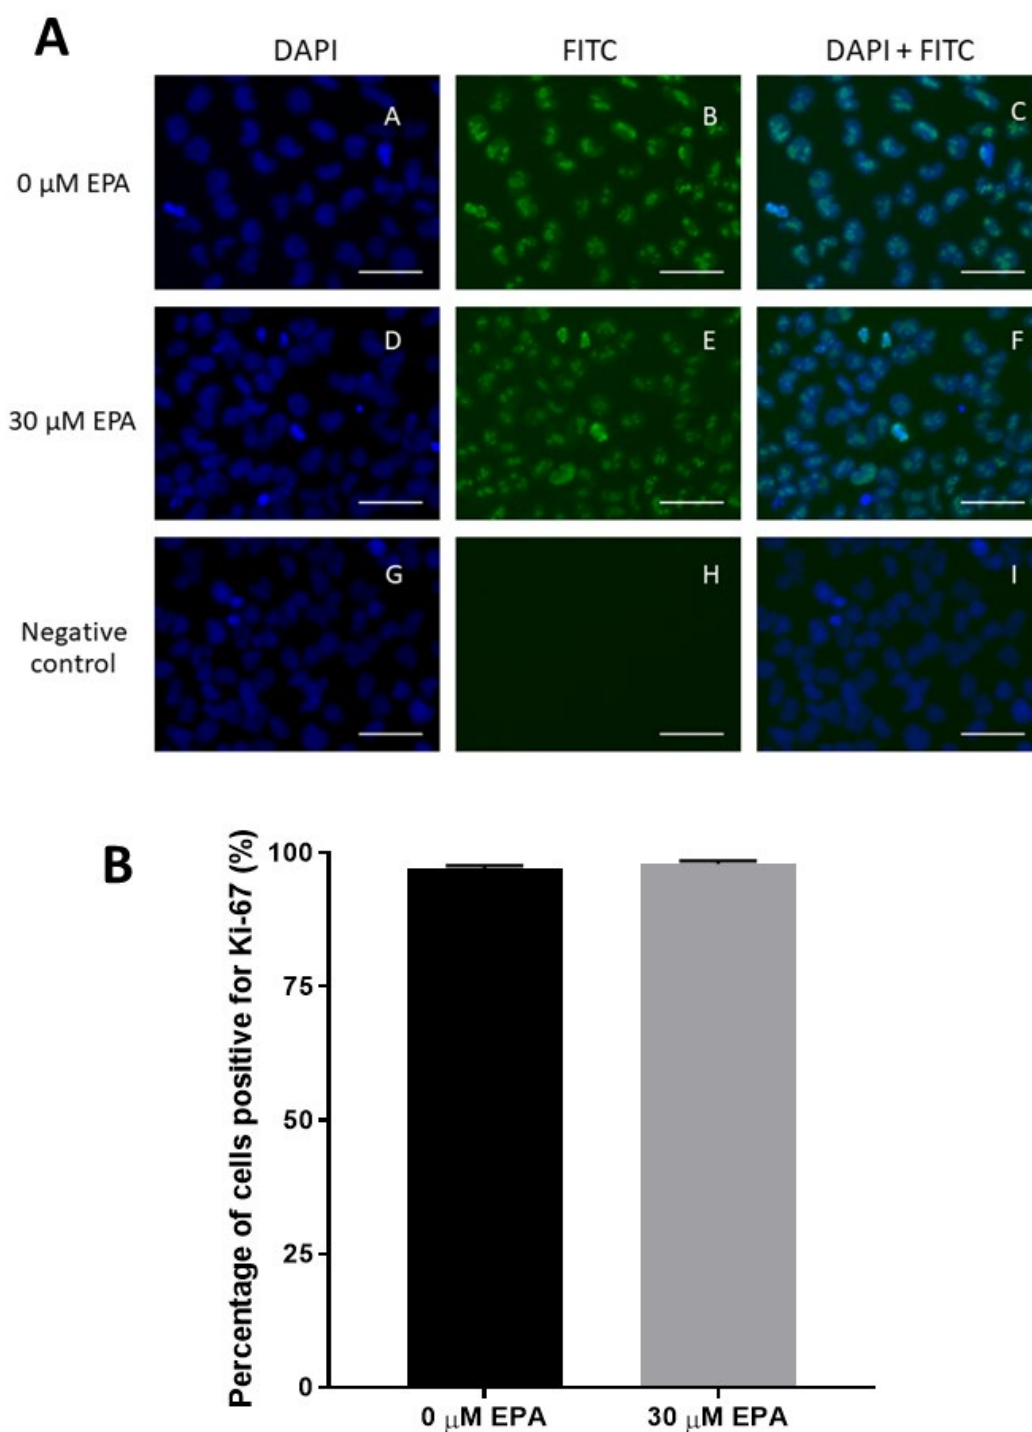 A
DAPI FITC DAPI + FITC
0 µM EPA
A B C
30 µM EPA
D E F
Negative
control
G H I
B
Percentage of cells positive for Ki-67 (%)
100
75
50
25
0
0 µM EPA 30 µM EPA